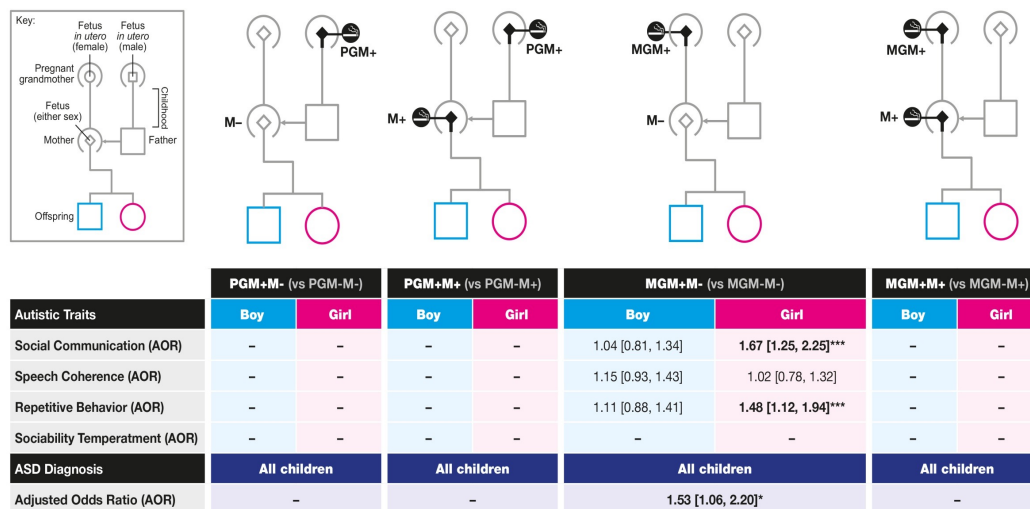 Key:
Fetus
in utero
(female)
Fetus
in utero
(male)
Pregnant
grandmother
Fetus
(either sex)
Childhood
Mother
Father
Offspring
PGM+
M–
PGM+
M+
MGM+
M–
MGM+
M+
PGM+M- (vs PGM-M-) PGM+M+ (vs PGM-M+) MGM+M- (vs MGM-M-) MGM+M+ (vs MGM-M+)
Autistic Traits Boy Girl Boy Girl Boy Girl Boy Girl
Social Communication (AOR) – – – – 1.04 [0.81, 1.34] 1.67 [1.25, 2.25]*** – –
Speech Coherence (AOR) – – – – 1.15 [0.93, 1.43] 1.02 [0.78, 1.32] – –
Repetitive Behavior (AOR) – – – – 1.11 [0.88, 1.41] 1.48 [1.12, 1.94]*** – –
Sociability Temperatment (AOR) – – – – – – – –
ASD Diagnosis All children All children All children All children
Adjusted Odds Ratio (AOR) – – 1.53 [1.06, 2.20]* –